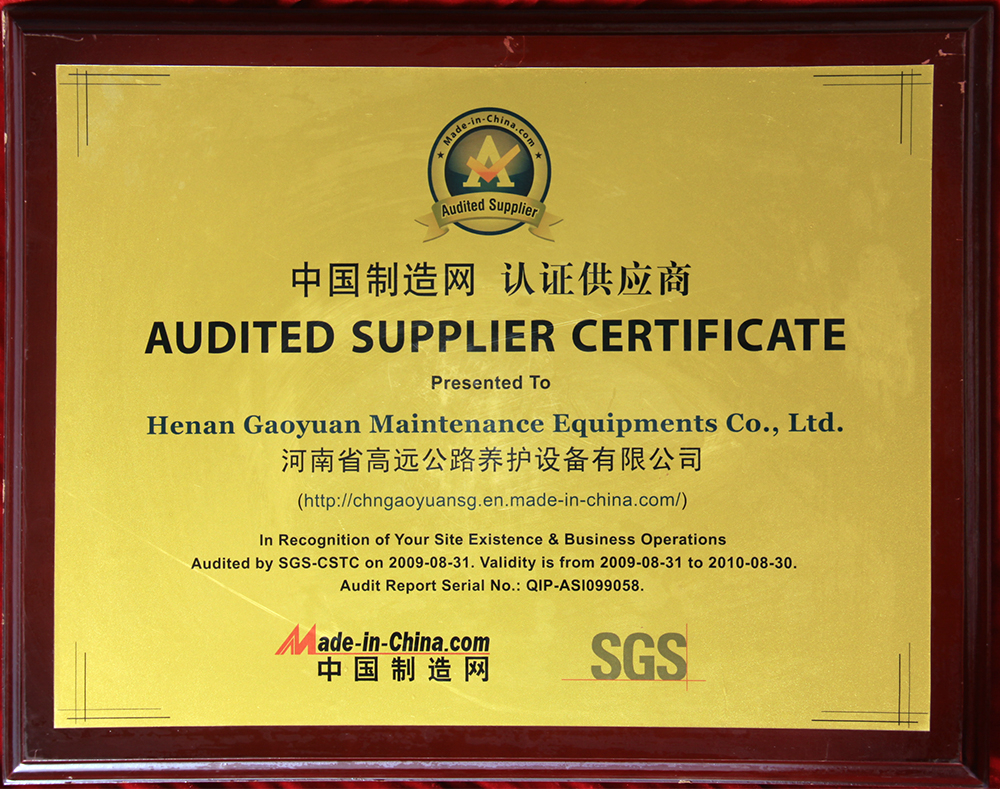 Made-in-China.com
A
Audited Supplier
中国制造网 认证供应商
AUDITED SUPPLIER CERTIFICATE
Presented To
Henan Gaoyuan Maintenance Equipments Co., Ltd.
河南省高远公路养护设备有限公司
(http://chngaoyuansg.en.made-in-china.com/)
In Recognition of Your Site Existence & Business Operations
Audited by SGS-CSTC on 2009-08-31. Validity is from 2009-08-31 to 2010-08-30.
Audit Report Serial No.: QIP-ASI099058.
Made-in-China.com
中国制造网
SGS